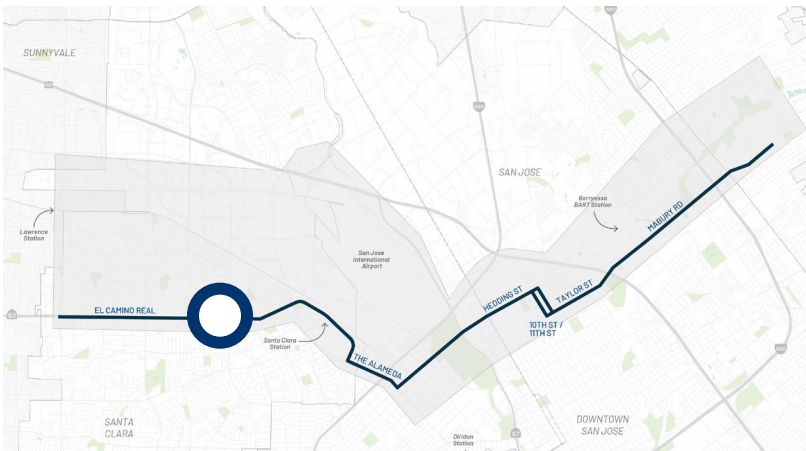 SUNNYVALE
SAN JOSE
Berryessa
BART Station
MABURY RD
Lawrence
Station
San Jose
International
Airport
EL CAMINO REAL
HEDDING ST
TAYLOR ST
10TH ST /
11TH ST
Santa Clara
Station
THE ALAMEDA
SANTA
CLARA
Diridon
Station
DOWNTOWN
SAN JOSE